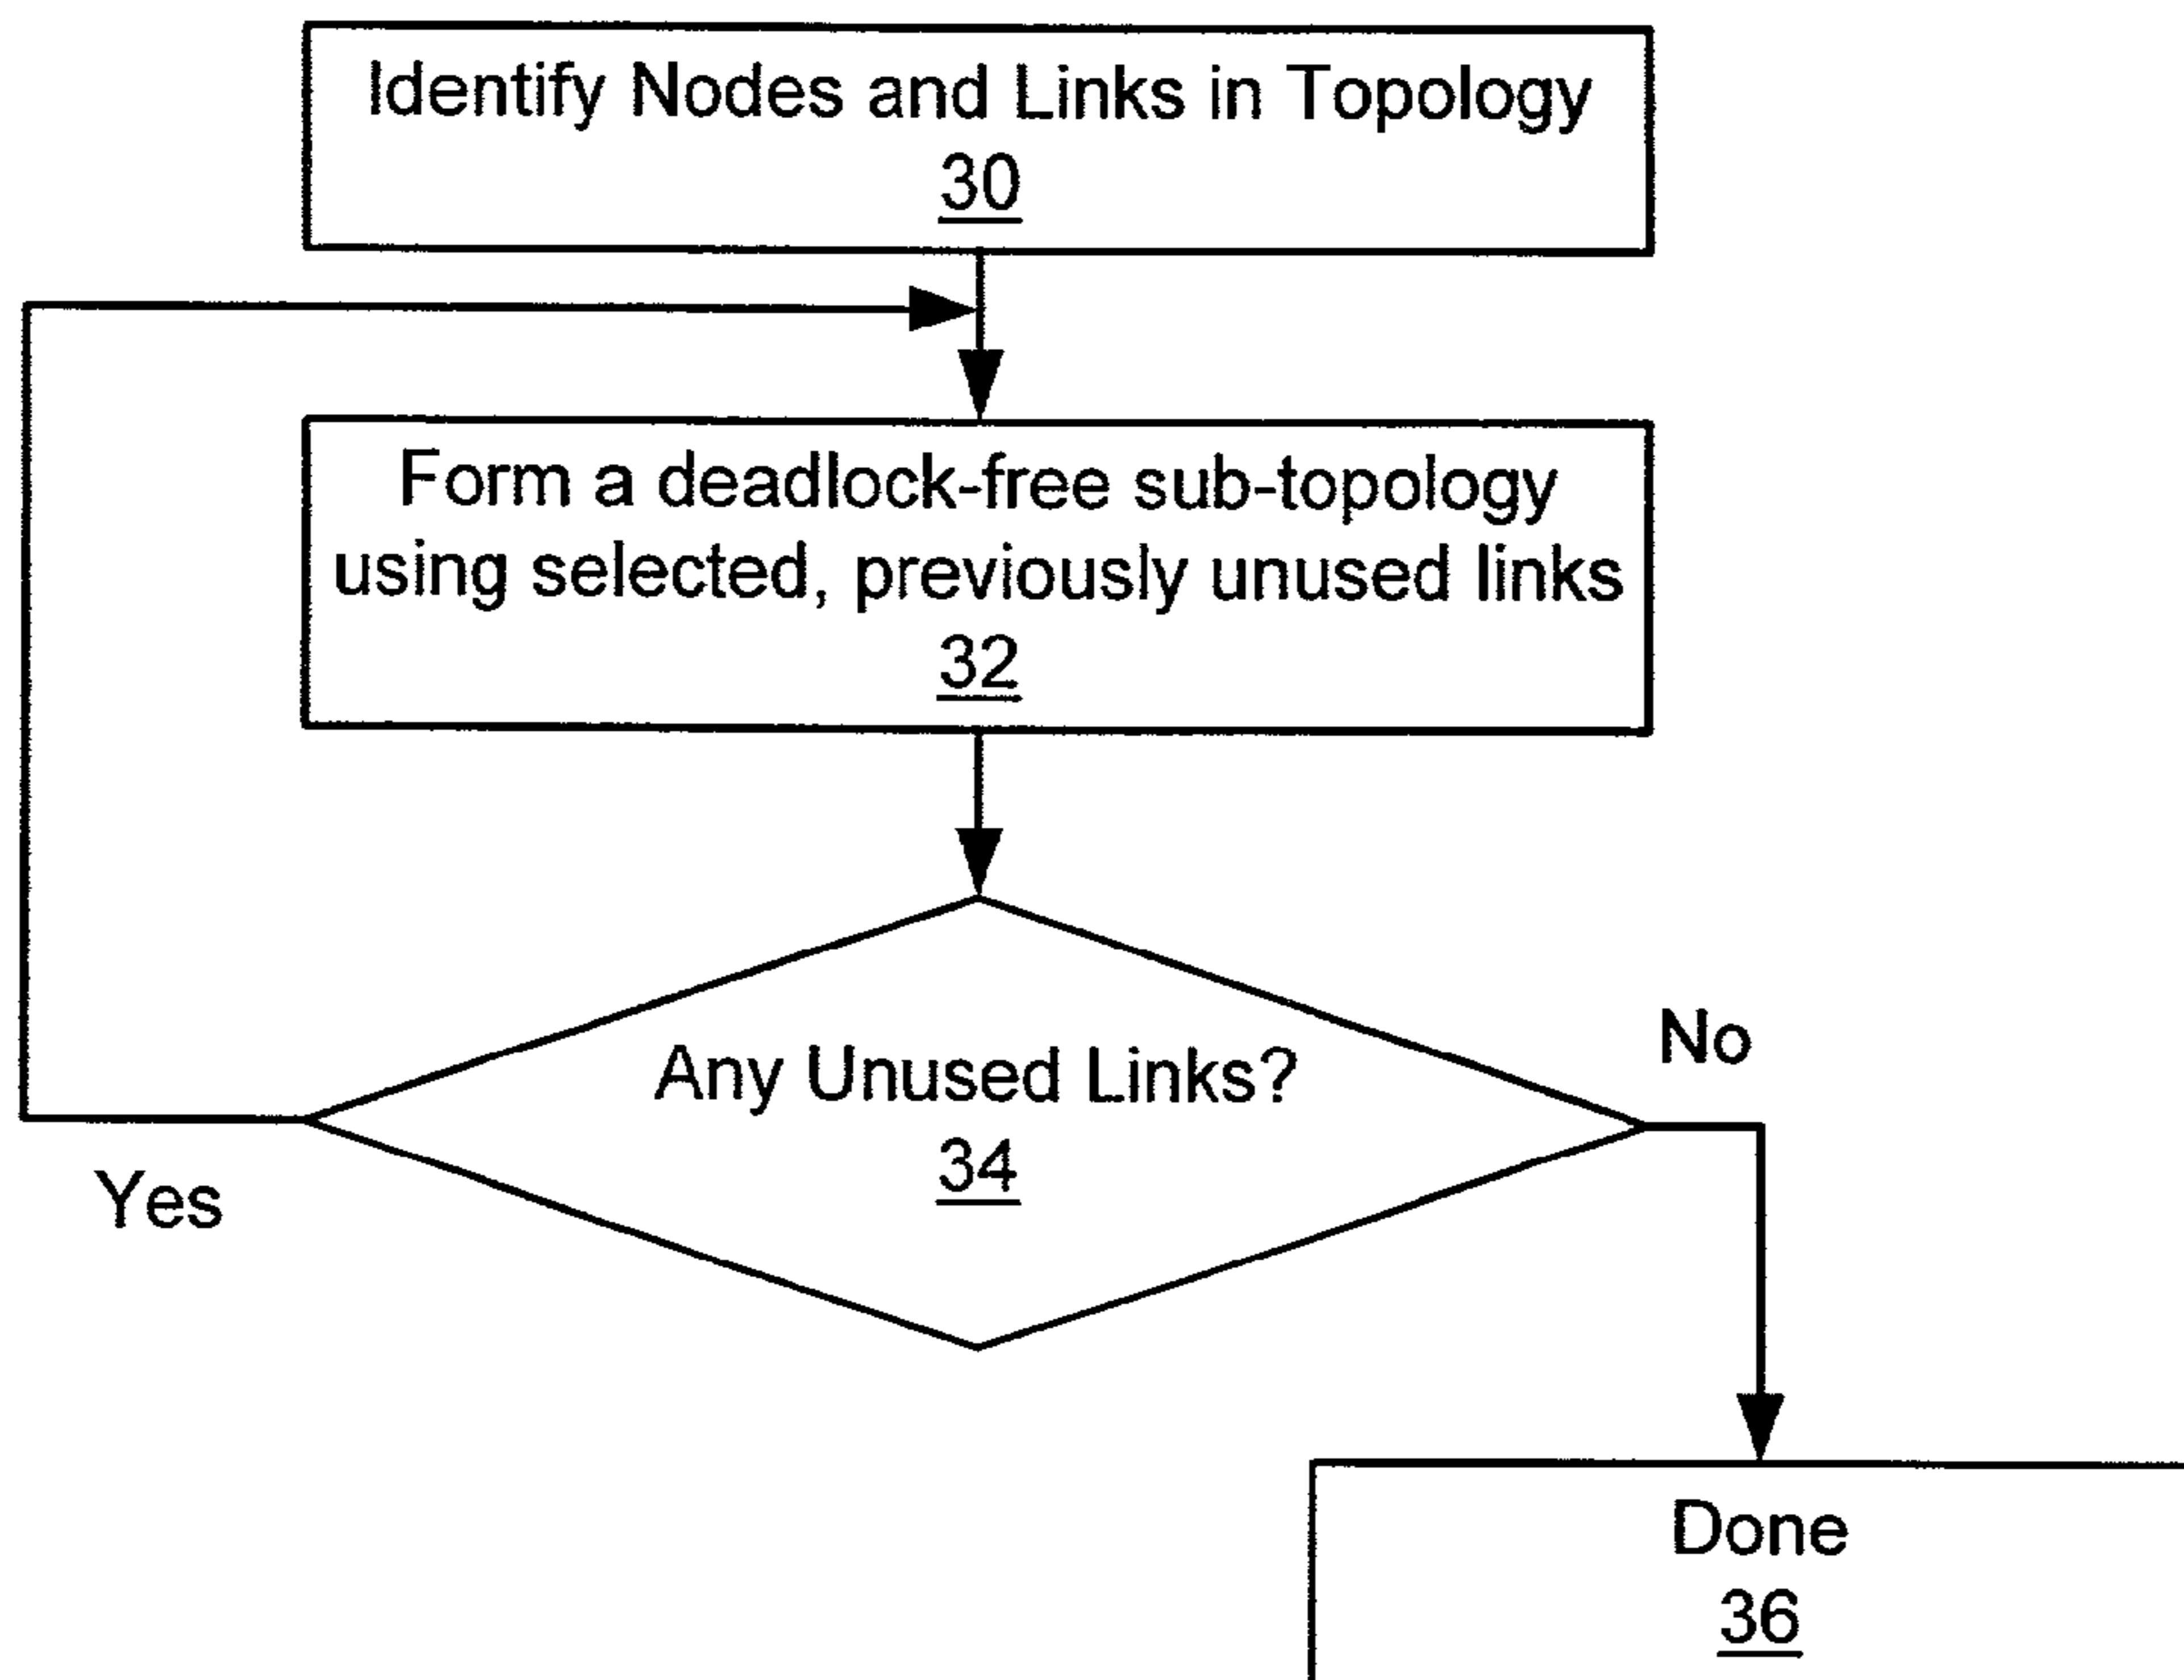 Identify Nodes and Links in Topology
30
Form a deadlock-free sub-topology
using selected, previously unused links
32
Any Unused Links?
34
No
Yes
Done
36